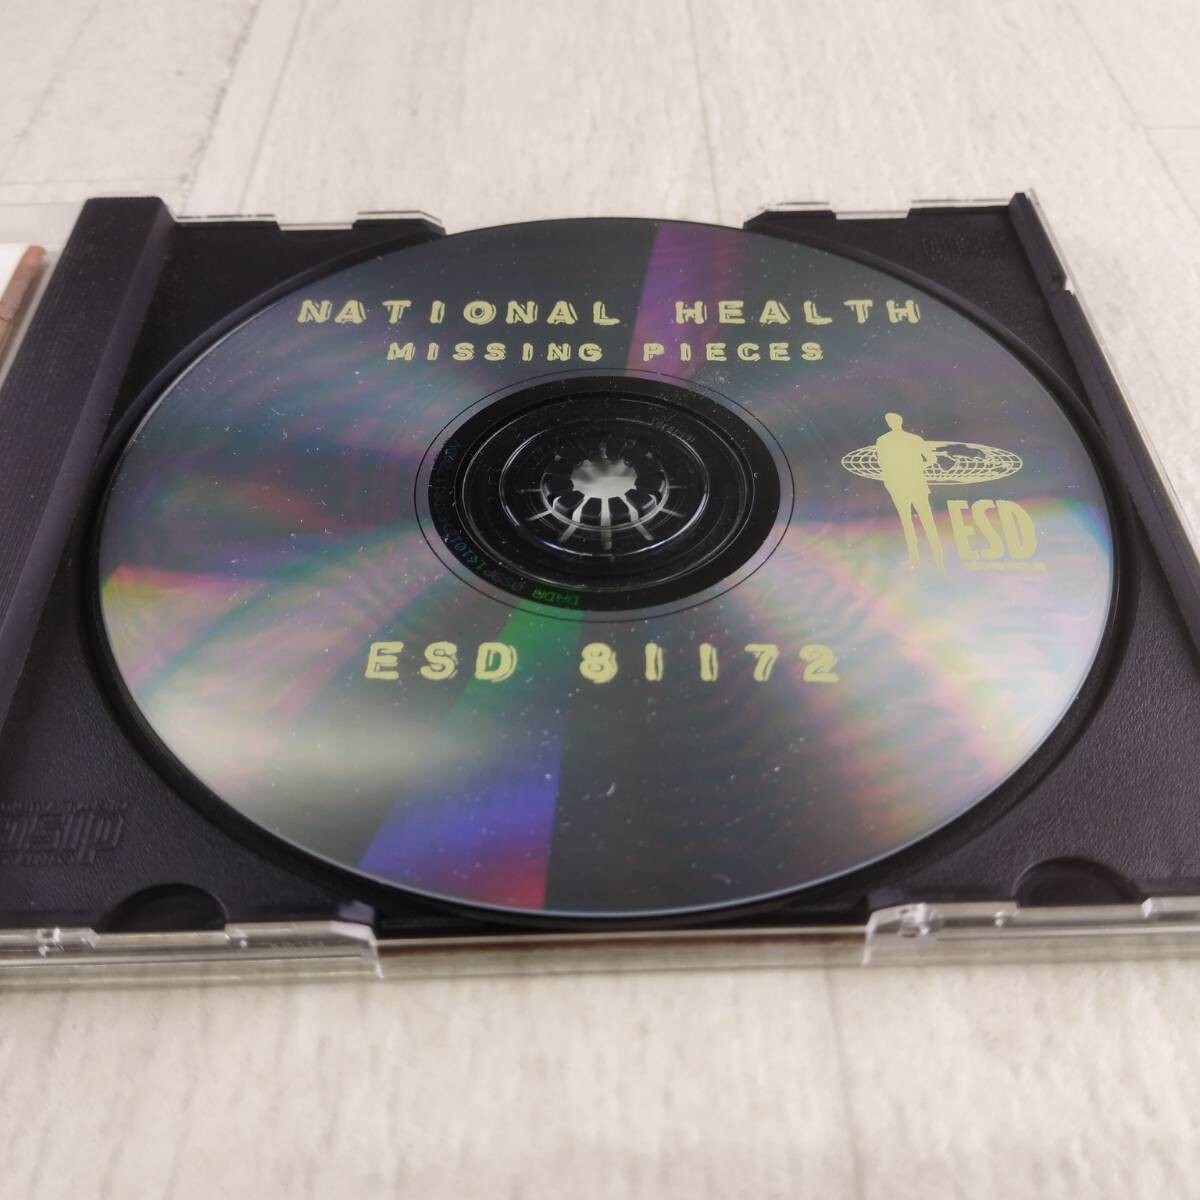 NATIONAL HEALTH
MISSING PIECES
ESD
ESD 81172